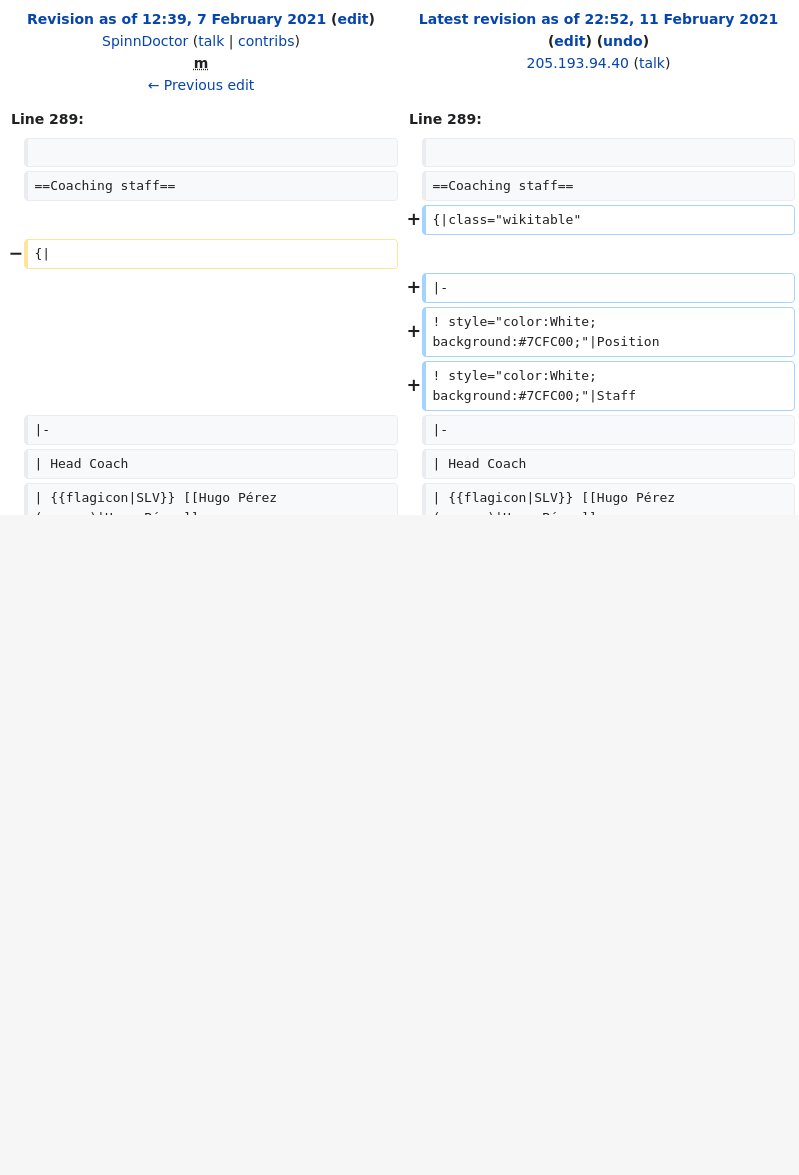 Revision as of 12:39, 7 February 2021 (edit)
SpinnDoctor (talk | contribs)
m
← Previous edit
Latest revision as of 22:52, 11 February 2021
(edit) (undo)
205.193.94.40 (talk)
Line 289:
Line 289:
==Coaching staff==
==Coaching staff==
+ {|class="wikitable"
− {|
+ |-
+ ! style="color:White;
background:#7CFC00;"|Position
+ ! style="color:White;
background:#7CFC00;"|Staff
|-
|-
| Head Coach
| Head Coach
| {{flagicon|SLV}} [[Hugo Pérez
| {{flagicon|SLV}} [[Hugo Pérez